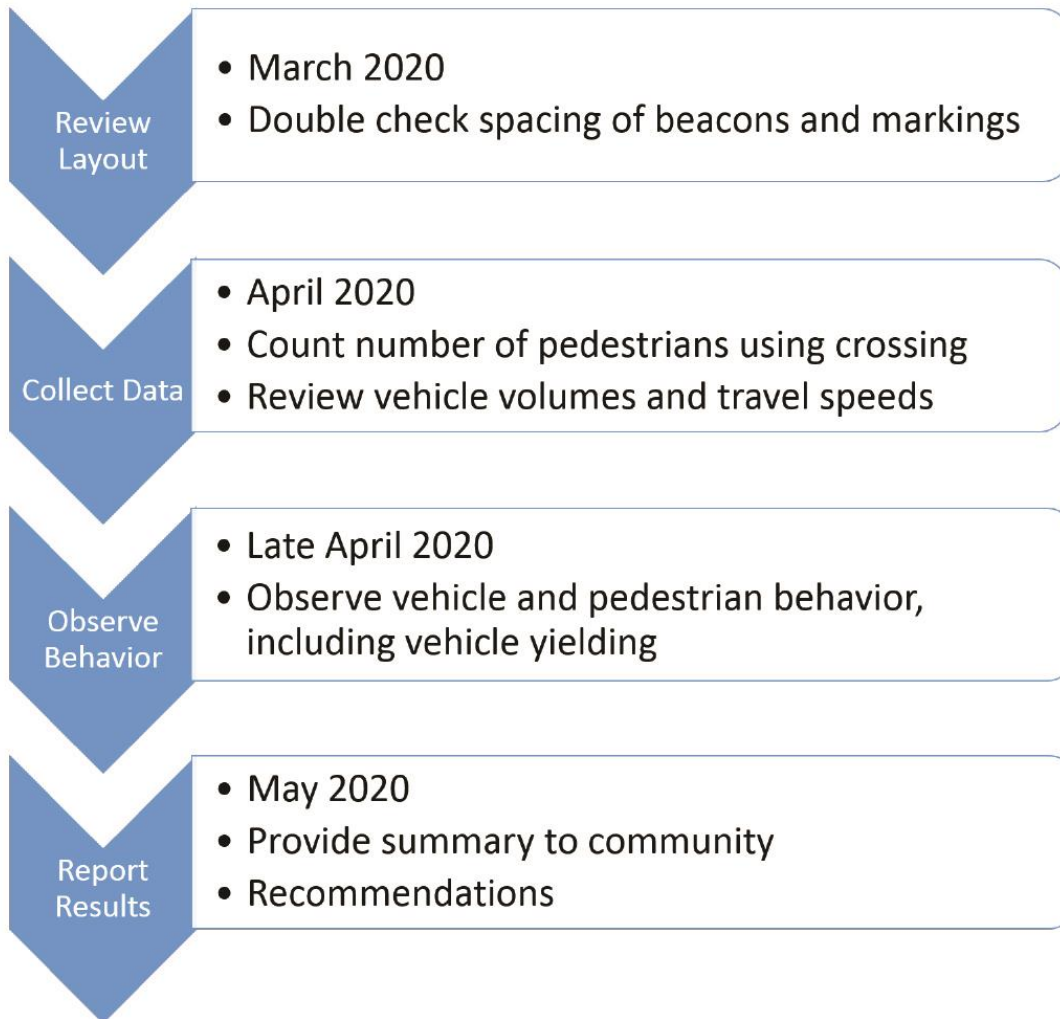 Review
Layout
• March 2020
• Double check spacing of beacons and markings
Collect Data
• April 2020
• Count number of pedestrians using crossing
• Review vehicle volumes and travel speeds
Observe
Behavior
• Late April 2020
• Observe vehicle and pedestrian behavior,
including vehicle yielding
Report
Results
• May 2020
• Provide summary to community
• Recommendations